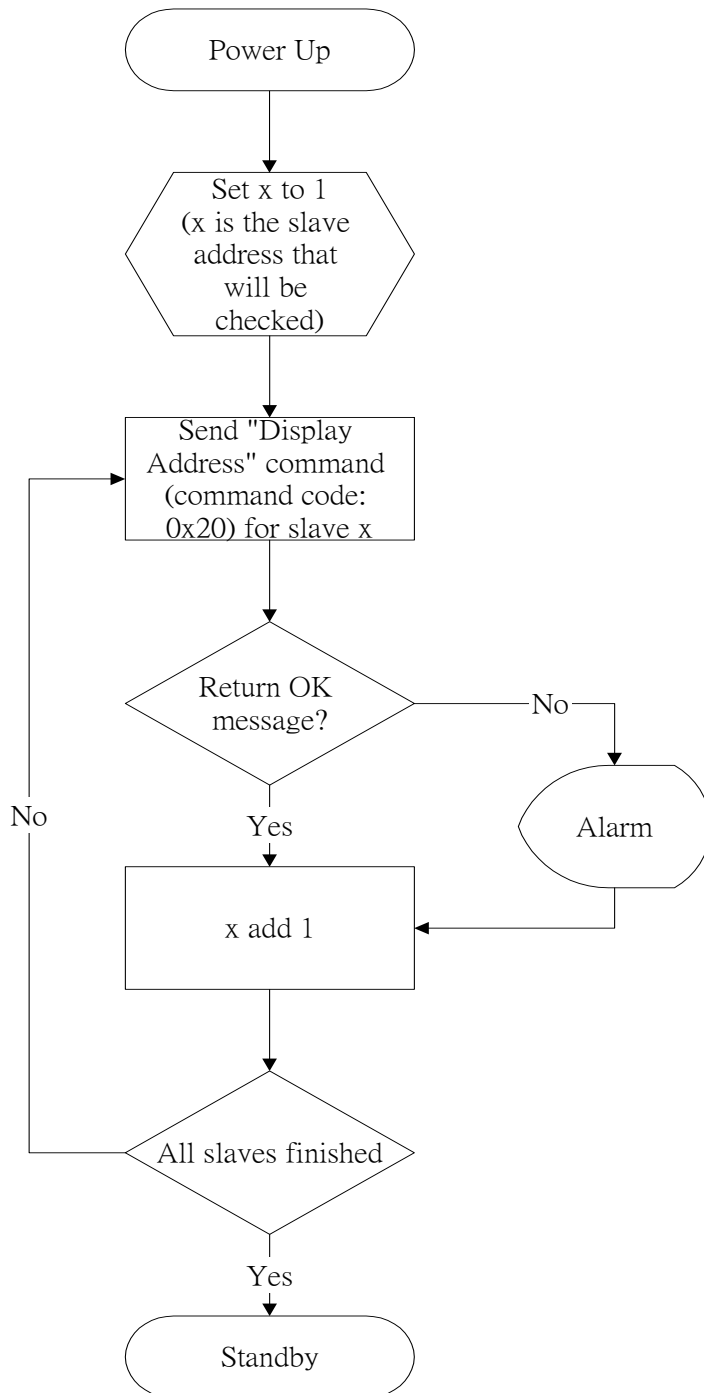 Power Up
Set x to 1
(x is the slave
address that
will be
checked)
Send "Display
Address" command
(command code:
0x20) for slave x
Return OK
message?
No
Alarm
No
Yes
x add 1
All slaves finished
Yes
Standby